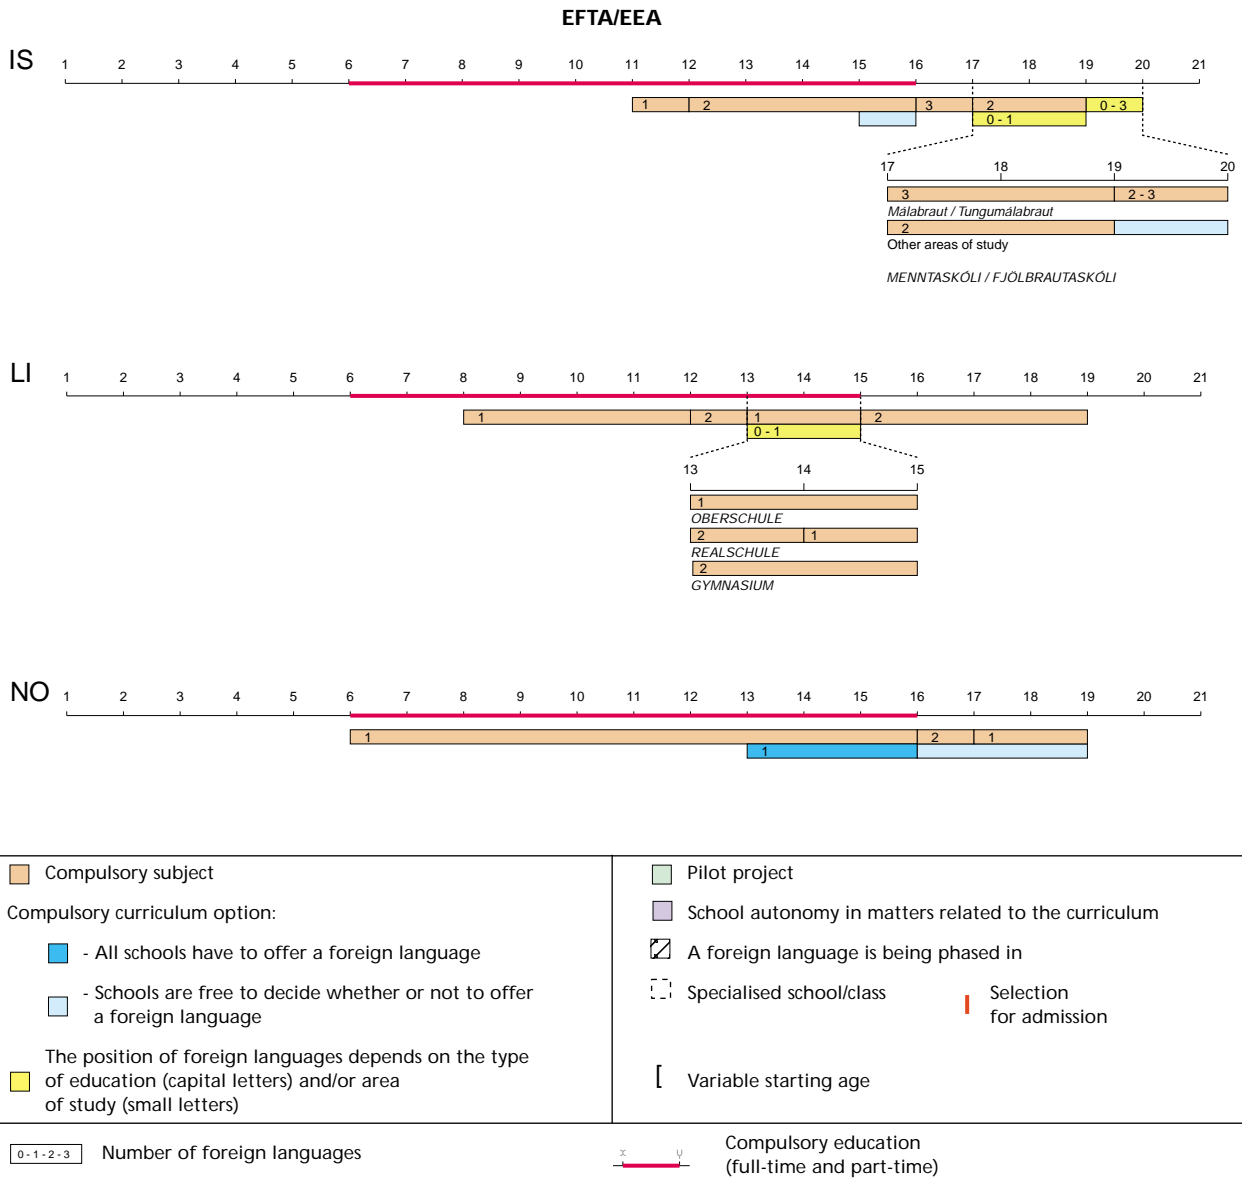 EFTA/EEA
IS
1 2 3 4 5 6 7 8 9 10 11 12 13 14 15 16 17 18 19 20 21
1 2 3 2 0 - 3
0 - 1
17 18 19 20
3 2 - 3
Málabraut / Tungumálabraut
2
Other areas of study
MENNTASKÓLI / FJÖLBRAUTASKÓLI
LI
1 2 3 4 5 6 7 8 9 10 11 12 13 14 15 16 17 18 19 20 21
1 2 1 2
0 - 1
13 14 15
1
OBERSCHULE
2 1
REALSCHULE
2
GYMNASIUM
NO
1 2 3 4 5 6 7 8 9 10 11 12 13 14 15 16 17 18 19 20 21
1 2 1
1
Compulsory subject
Compulsory curriculum option:
- All schools have to offer a foreign language
- Schools are free to decide whether or not to offer
a foreign language
The position of foreign languages depends on the type
of education (capital letters) and/or area
of study (small letters)
Pilot project
School autonomy in matters related to the curriculum
A foreign language is being phased in
Specialised school/class
Selection
for admission
[ Variable starting age
0 - 1 - 2 - 3 Number of foreign languages
x y
Compulsory education
(full-time and part-time)